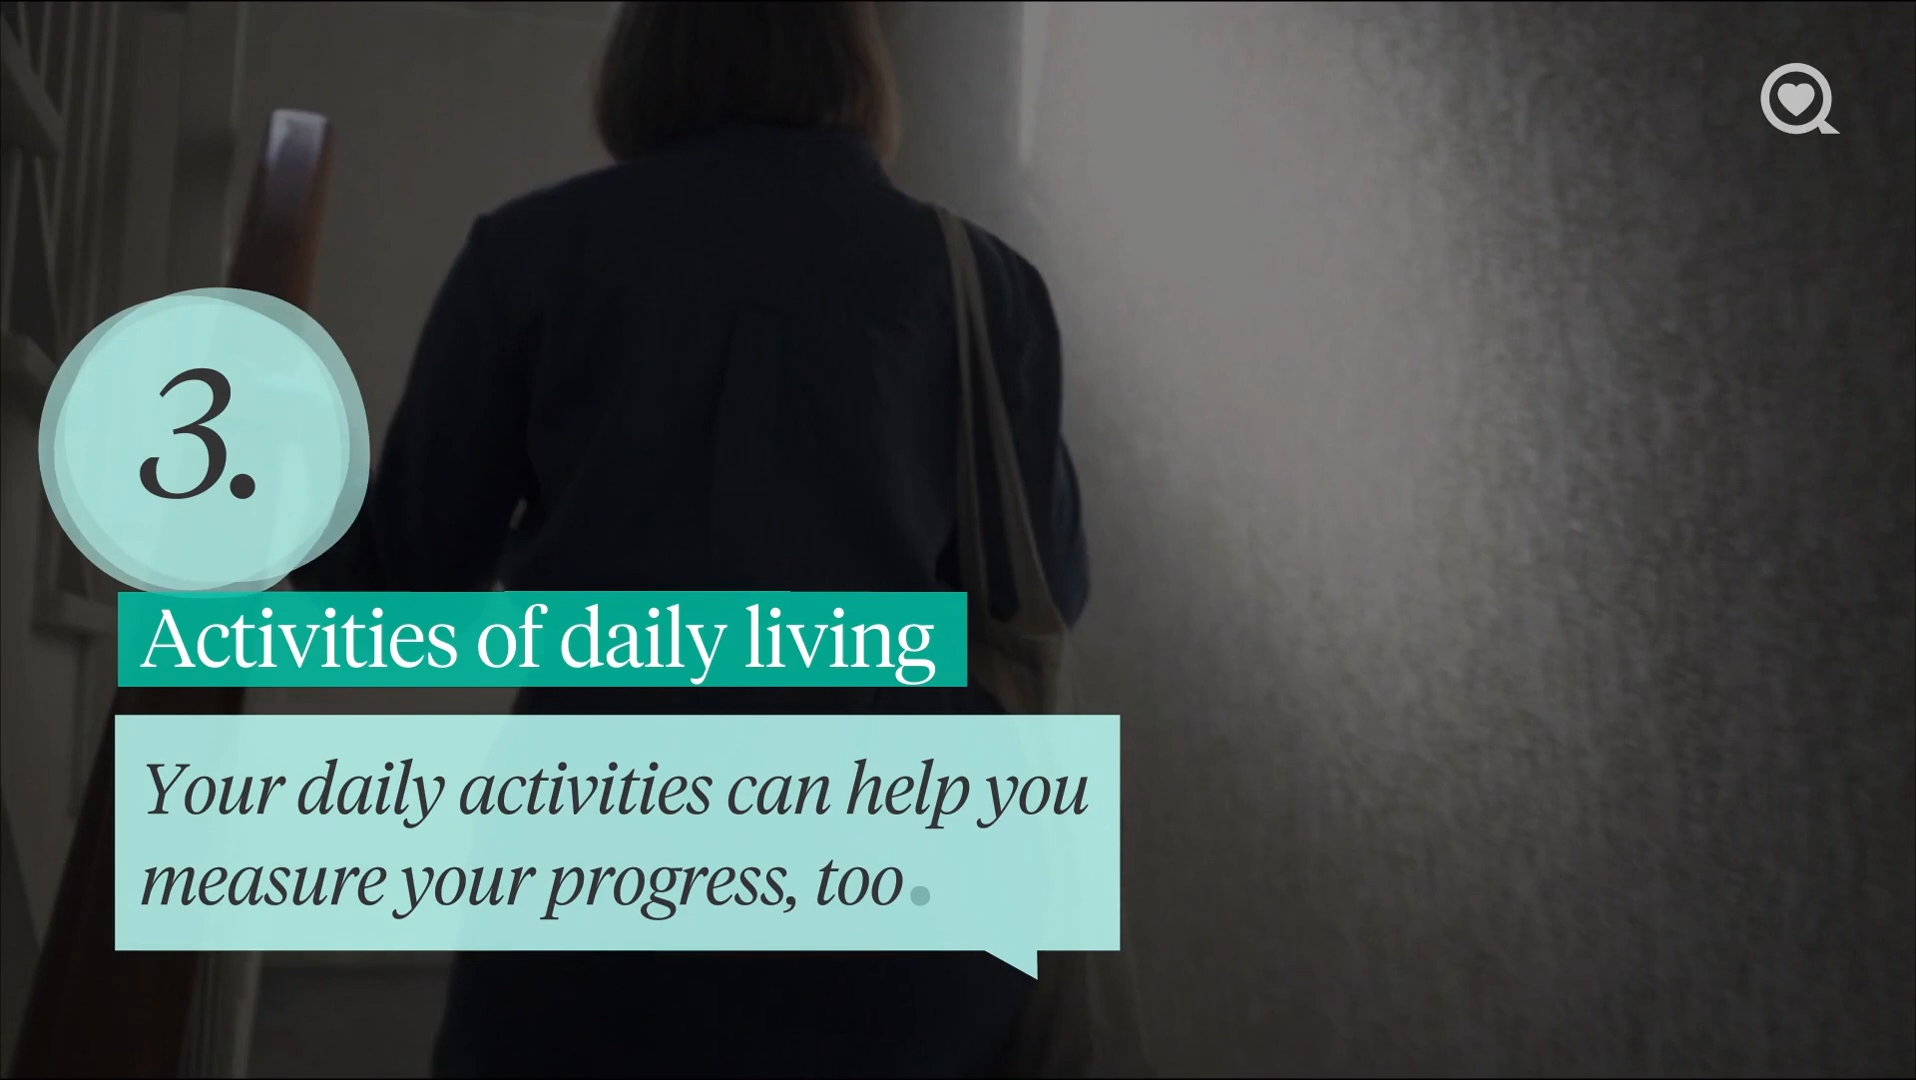 3.
Activities of daily living
Your daily activities can help you
measure your progress, too.